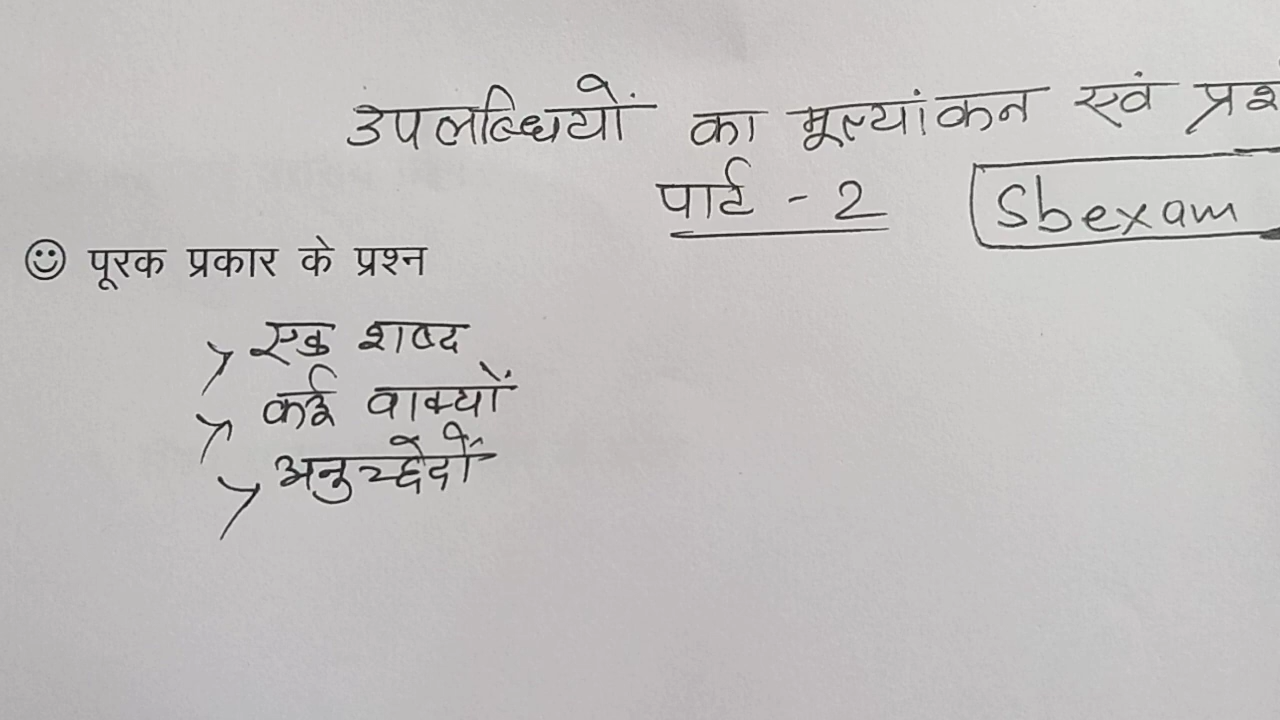 उपलब्धियों का मूल्यांकन एवं
पार्ट - 2
Sbexam
☺ पूरक प्रकार के प्रश्न
एक शब्द
कई वाक्यों
अनुच्छेदों